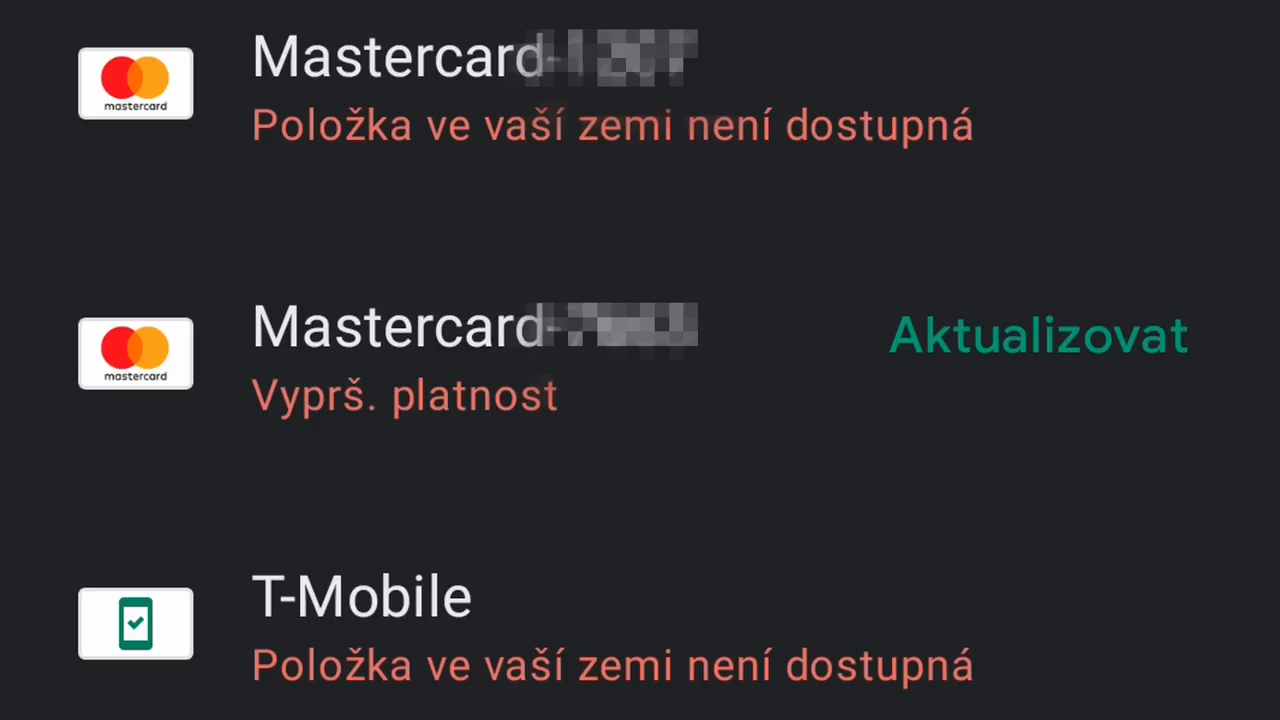 Mastercard
mastercard
Položka ve vaší zemi není dostupná
Mastercard
mastercard
Aktualizovat
Vyprš. platnost
T-Mobile
Položka ve vaší zemi není dostupná